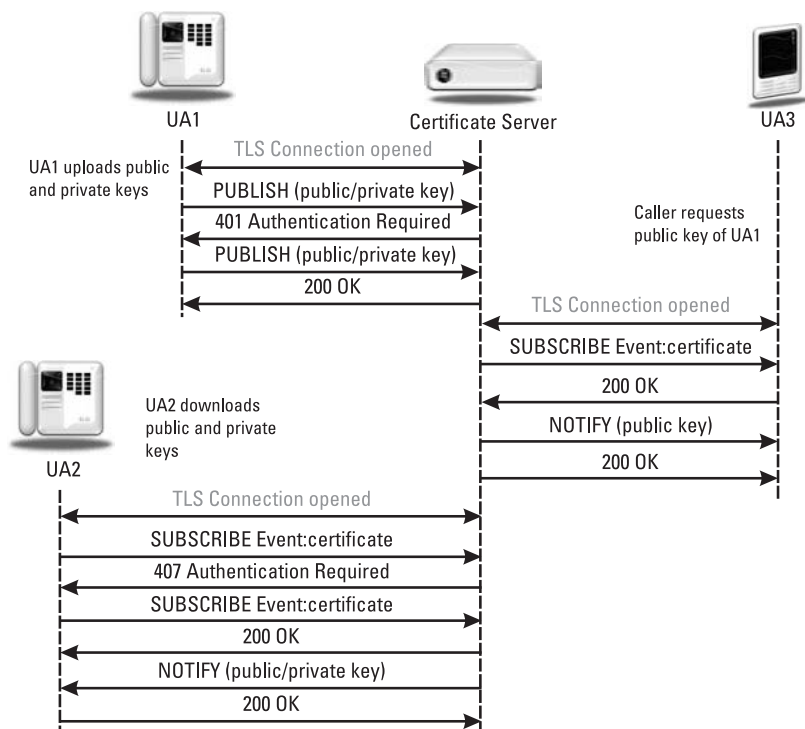 UA1
Certificate Server
UA3
UA1 uploads public
and private keys
TLS Connection opened
PUBLISH (public/private key)
401 Authentication Required
PUBLISH (public/private key)
200 OK
Caller requests
public key of UA1
TLS Connection opened
SUBSCRIBE Event:certificate
200 OK
NOTIFY (public key)
200 OK
UA2 downloads
public and private
keys
UA2
TLS Connection opened
SUBSCRIBE Event:certificate
407 Authentication Required
SUBSCRIBE Event:certificate
200 OK
NOTIFY (public/private key)
200 OK